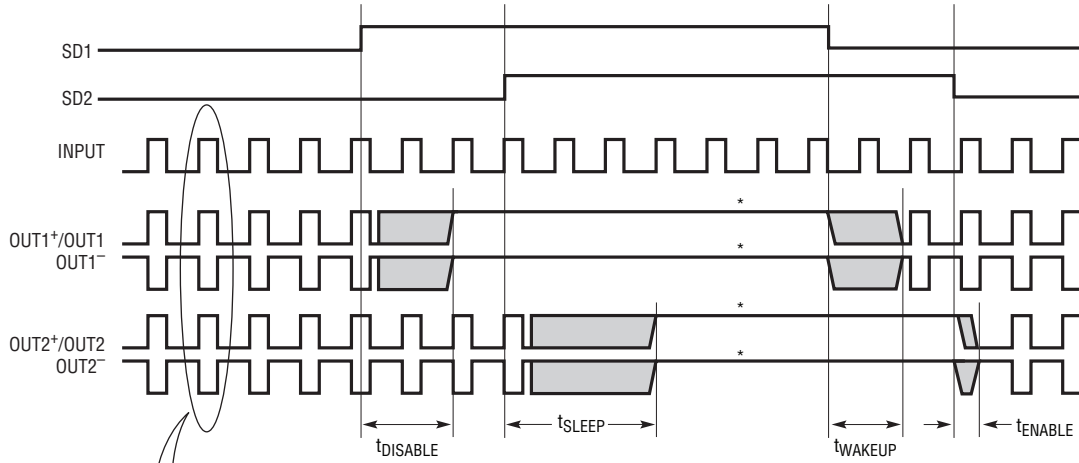 SD1
SD2
INPUT
*
OUT1⁺/OUT1
*
OUT1⁻
*
OUT2⁺/OUT2
*
OUT2⁻
tDISABLE
tSLEEP
tWAKEUP
tENABLE